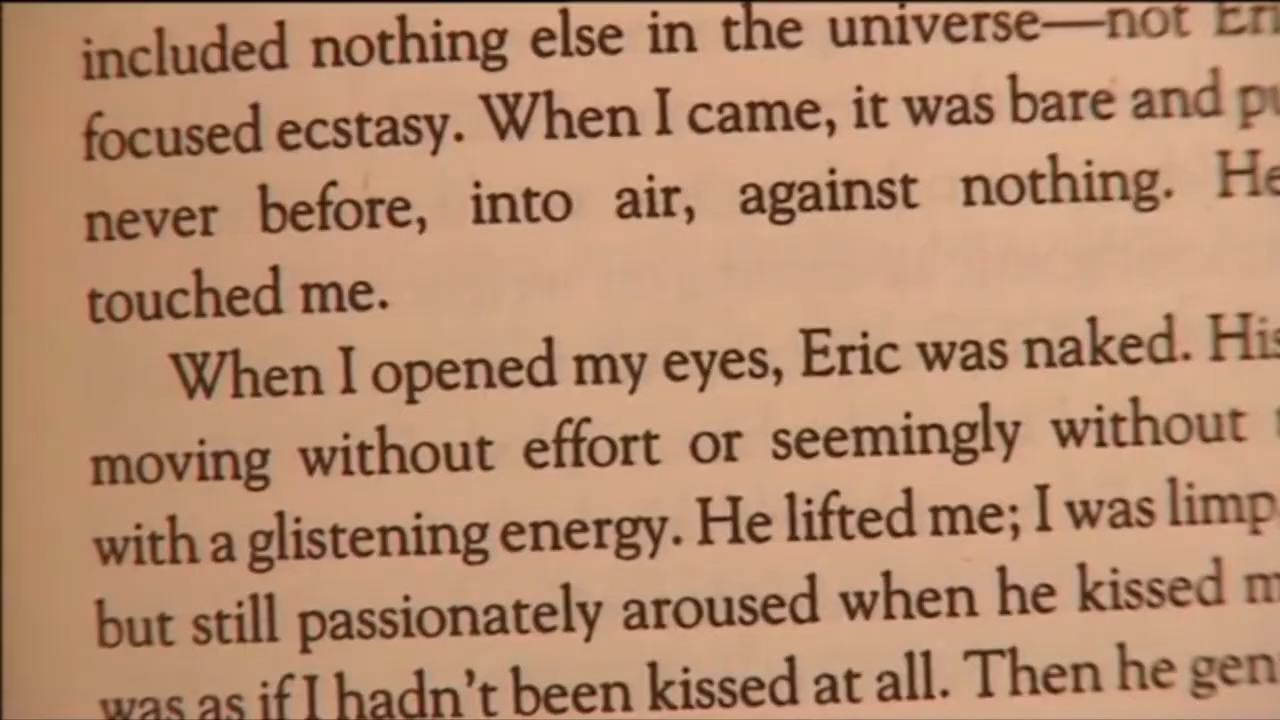 included nothing else in the universe—not
focused ecstasy. When I came, it was bare and
never before, into air, against nothing. He
touched me.
When I opened my eyes, Eric was naked. His
moving without effort or seemingly without
with a glistening energy. He lifted me; I was limp
but still passionately aroused when he kissed
was as if I hadn't been kissed at all. Then he